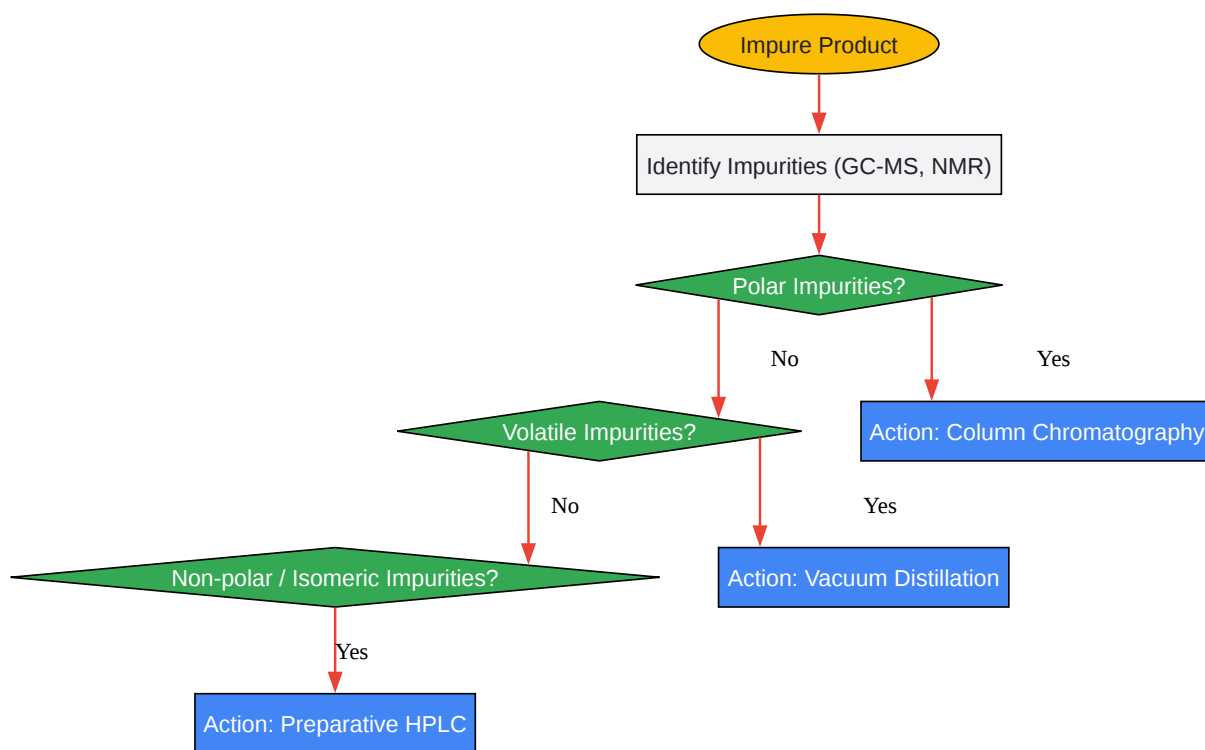 Impure Product
Identify Impurities (GC-MS, NMR)
Polar Impurities?
No
Yes
Volatile Impurities?
Action: Column Chromatography
No
Yes
Non-polar / Isomeric Impurities?
Action: Vacuum Distillation
Yes
Action: Preparative HPLC